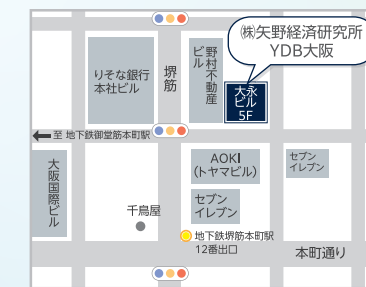 ㈱矢野経済研究所
YDB大阪
りそな銀行
本社ビル
堺筋
野村不動産
ビル
大永
ビル
5F
至 地下鉄御堂筋本町駅
大阪国際ビル
AOKI
(トヤマビル)
セブン
イレブン
セブン
イレブン
千鳥屋
地下鉄堺筋本町駅
12番出口
本町通り